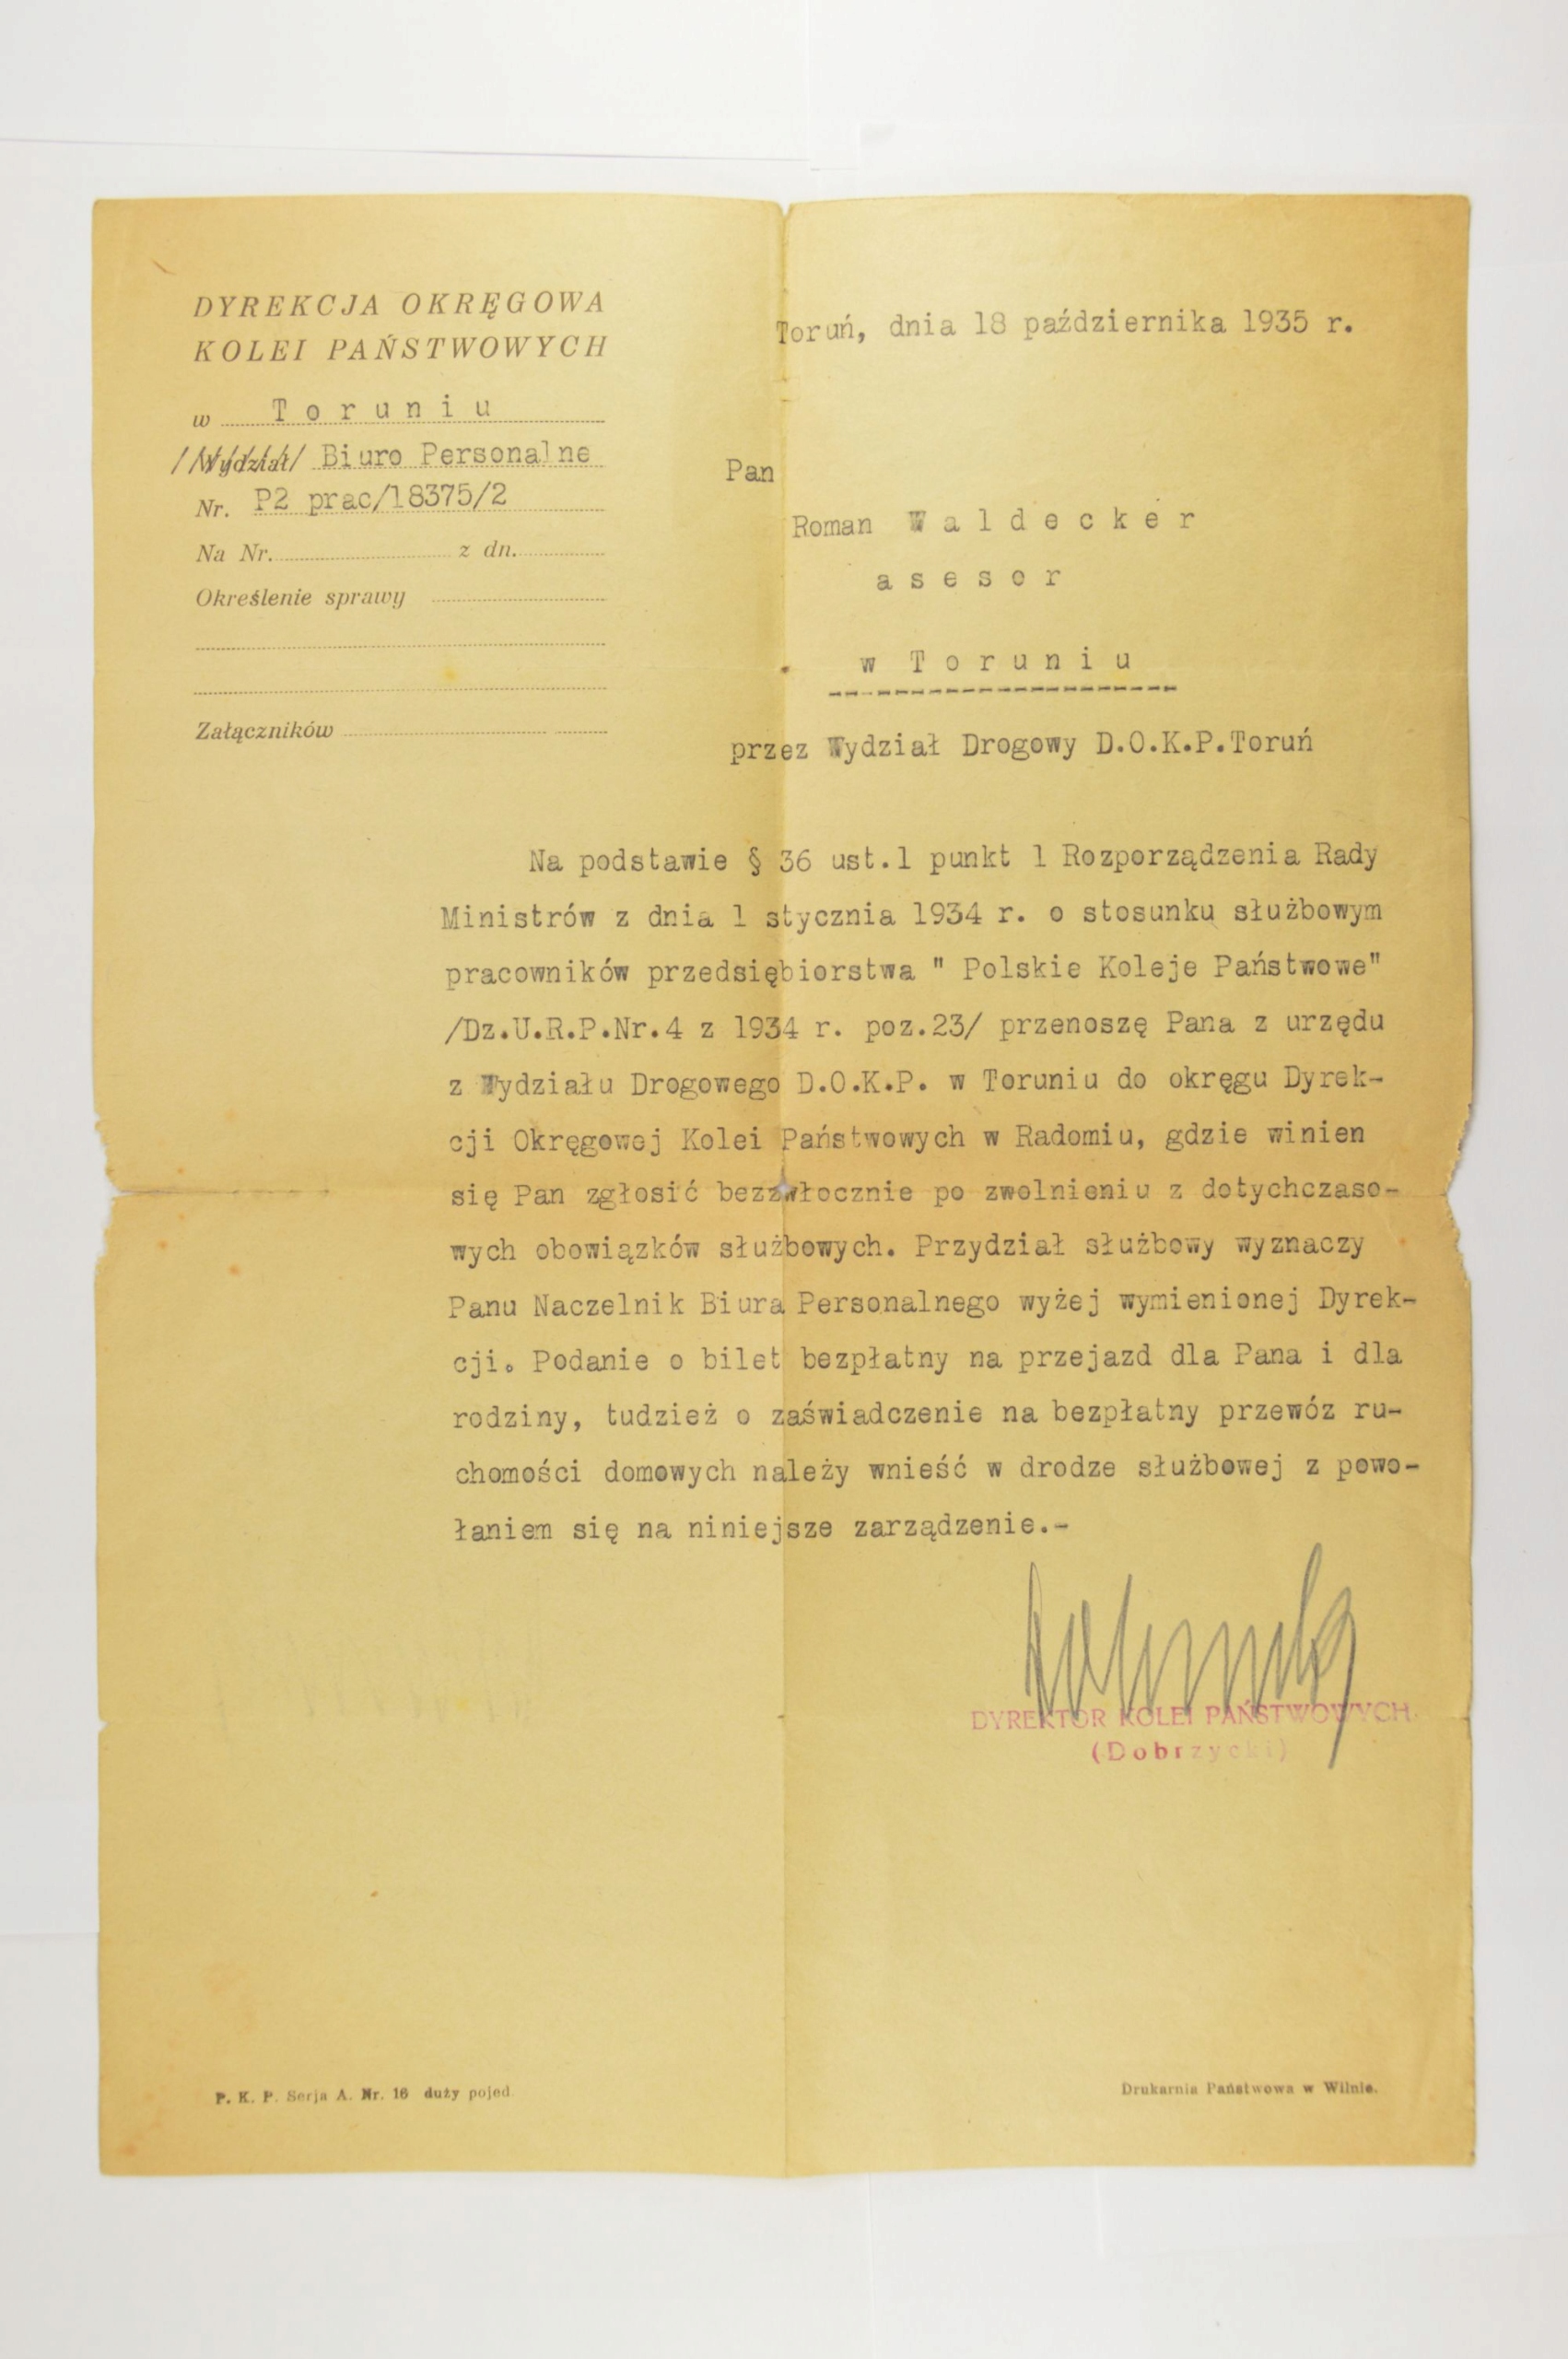 DYREKCJA OKRĘGOWA
KOLEI PAŃSTWOWYCH
w Toruniu
/Wydział/ Biuro Personalne
Nr. P2 prac/18375/2
Na Nr. z dn.
Określenie sprawy
Załączników
Toruń, dnia 18 października 1935 r.
Pan
Roman Waldecker
asesor
w Toruniu
przez Wydział Drogowy D.O.K.P.Toruń
Na podstawie § 36 ust.1 punkt 1 Rozporządzenia Rady
Ministrów z dnia 1 stycznia 1934 r. o stosunku służbowym
pracowników przedsiębiorstwa " Polskie Koleje Państwowe"
/Dz.U.R.P.Nr.4 z 1934 r. poz.23/ przenoszę Pana z urzędu
z Wydziału Drogowego D.O.K.P. w Toruniu do okręgu Dyrek-
cji Okręgowej Kolei Państwowych w Radomiu, gdzie winien
się Pan zgłosić bezzwłocznie po zwolnieniu z dotychczaso-
wych obowiązków służbowych. Przydział służbowy wyznaczy
Panu Naczelnik Biura Personalnego wyżej wymienionej Dyrek-
cji. Podanie o bilet bezpłatny na przejazd dla Pana i dla
rodziny, tudzież o zaświadczenie na bezpłatny przewóz ru-
chomości domowych należy wnieść w drodze służbowej z powo-
łaniem się na niniejsze zarządzenie.-
DYREKTOR KOLEI PAŃSTWOWYCH
(Dobrzycki)
P. K. P. Serja A. Nr. 16 duży pojed.
Drukarnia Państwowa w Wilnie.